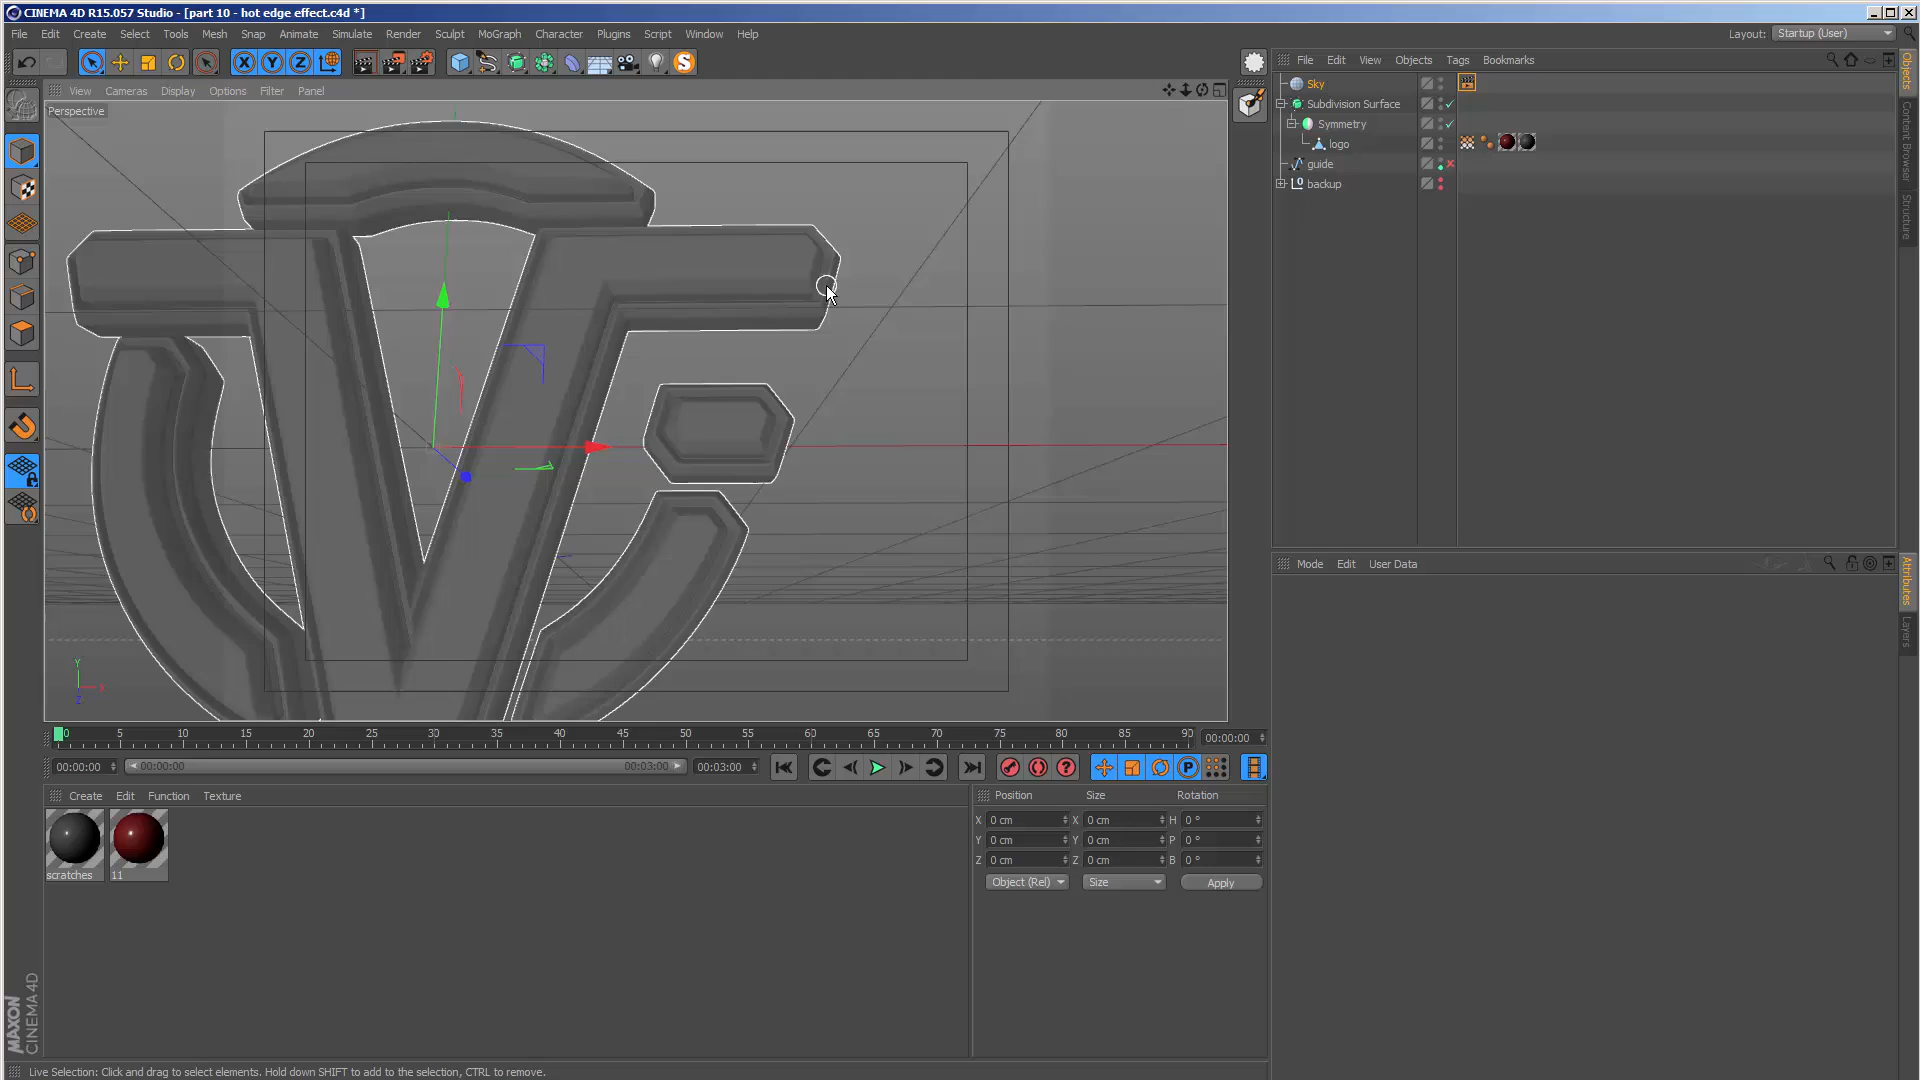 CINEMA 4D R15.057 Studio - [part 10 - hot edge effect.c4d *]
File Edit Create Select Tools Mesh Snap Animate Simulate Render Sculpt MoGraph Character Plugins Script Window Help
Layout: Startup (User)
View Cameras Display Options Filter Panel
Perspective
File Edit View Objects Tags Bookmarks
Sky
Subdivision Surface
Symmetry
logo
guide
backup
Objects
Content Browser
Structure
Mode Edit User Data
Attributes
Layers
Y
X
Z
0 5 10 15 20 25 30 35 40 45 50 55 60 65 70 75 80 85 90 00:00:00
00:00:00 00:00:00 00:03:00 00:03:00
Create Edit Function Texture
scratches 11
Position Size Rotation
X 0 cm X 0 cm H 0 °
Y 0 cm Y 0 cm P 0 °
Z 0 cm Z 0 cm B 0 °
Object (Rel) Size Apply
MAXON
CINEMA 4D
Live Selection: Click and drag to select elements. Hold down SHIFT to add to the selection, CTRL to remove.